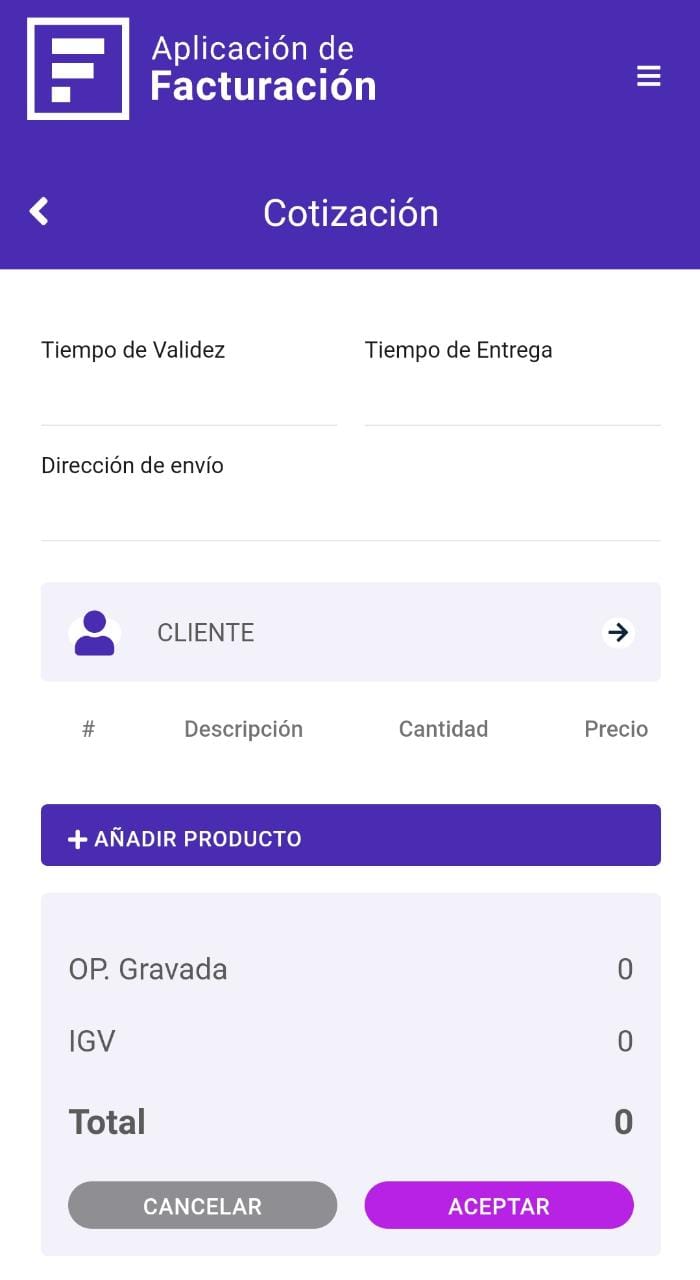 Aplicación de
Facturación
Cotización
Tiempo de Validez Tiempo de Entrega
Dirección de envío
CLIENTE
# Descripción Cantidad Precio
AÑADIR PRODUCTO
OP. Gravada 0
IGV 0
Total 0
CANCELAR ACEPTAR